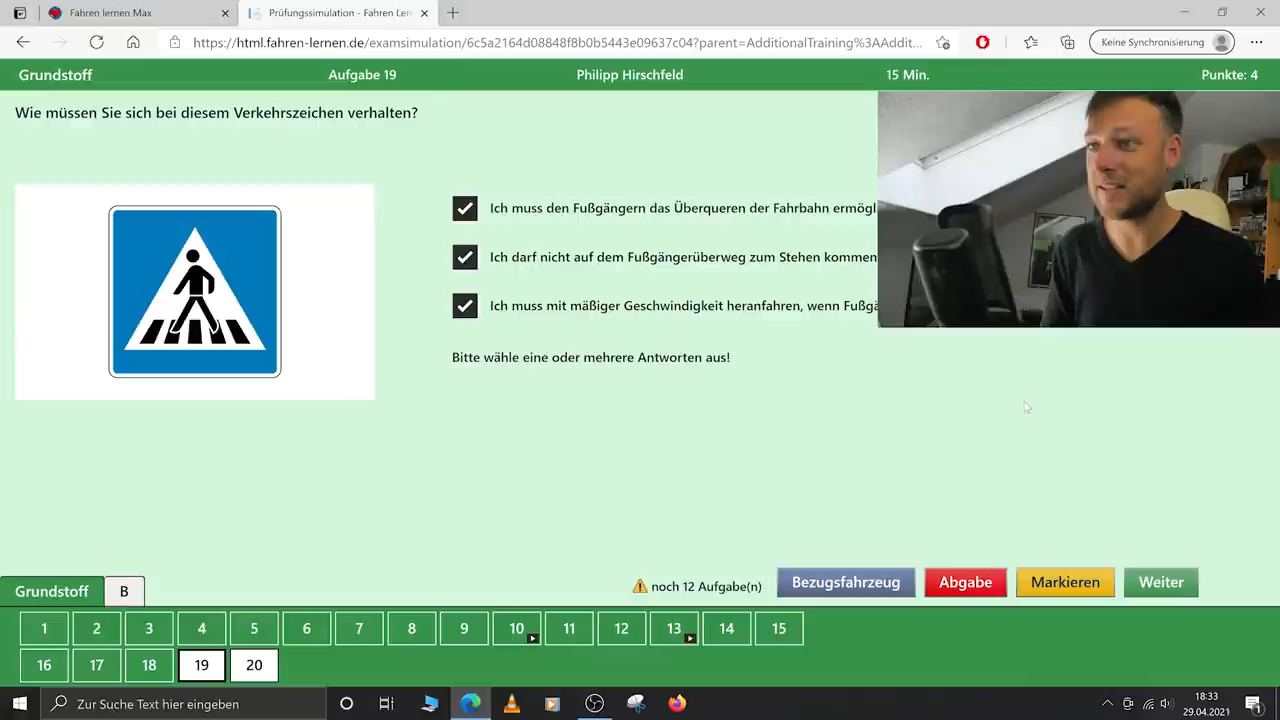 Fahren lernen Max
Prüfungssimulation - Fahren Ler
https://html.fahren-lernen.de/examsimulation/6c5a2164d08848f8b0b5443e09637c04?parent=AdditionalTraining%3AAddit...
Keine Synchronisierung
Grundstoff Aufgabe 19 Philipp Hirschfeld 15 Min. Punkte: 4
Wie müssen Sie sich bei diesem Verkehrszeichen verhalten?
Ich muss den Fußgängern das Überqueren der Fahrbahn ermögl
Ich darf nicht auf dem Fußgängerüberweg zum Stehen kommen
Ich muss mit mäßiger Geschwindigkeit heranfahren, wenn Fußgä
Bitte wähle eine oder mehrere Antworten aus!
Grundstoff B
noch 12 Aufgabe(n) Bezugsfahrzeug Abgabe Markieren Weiter
1 2 3 4 5 6 7 8 9 10 11 12 13 14 15
16 17 18 19 20
Zur Suche Text hier eingeben
18:33
29.04.2021
1